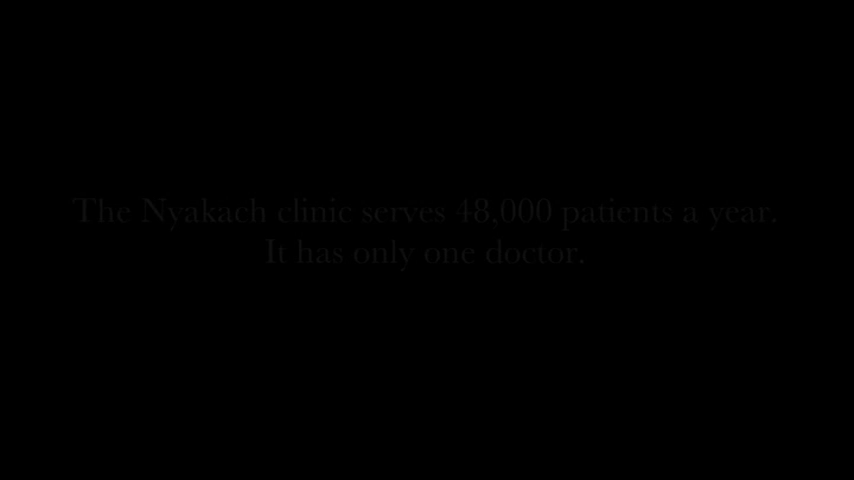 The Nyakach clinic serves 48,000 patients a year.
It has only one doctor.